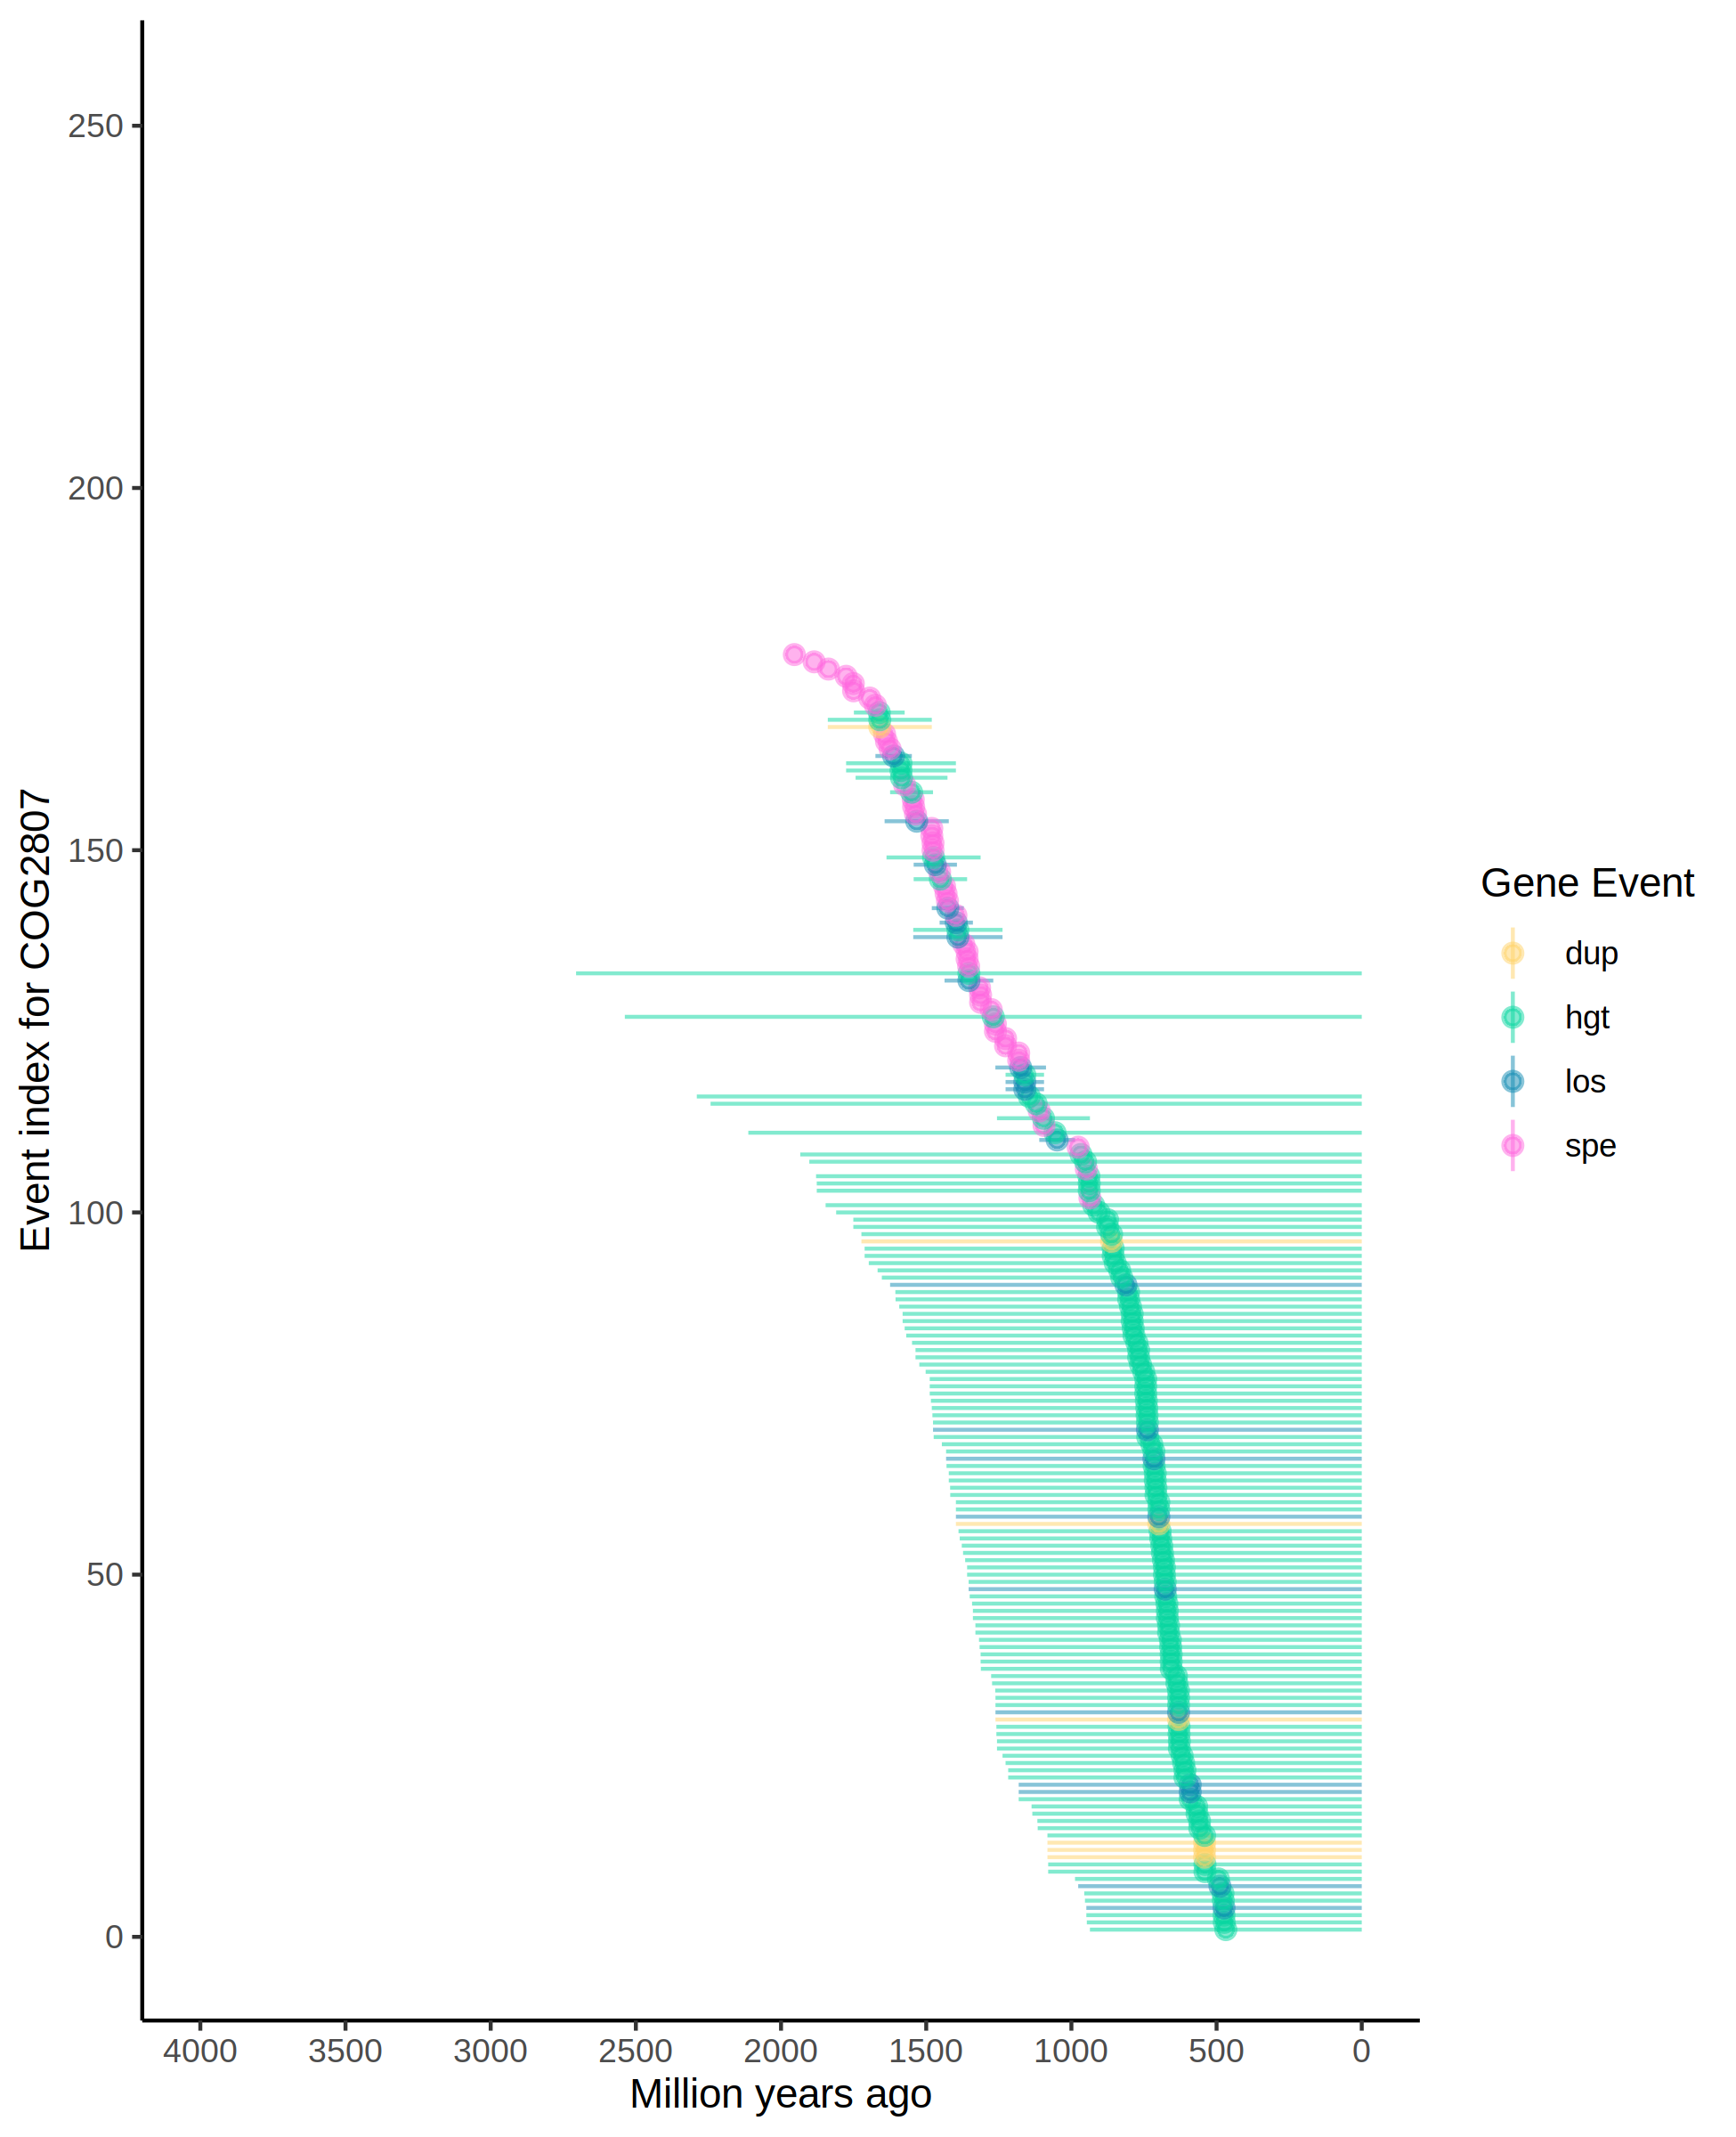 Event index for COG2807
250
200
150
100
50
0
4000 3500 3000 2500 2000 1500 1000 500 0
Million years ago
Gene Event
dup
hgt
los
spe